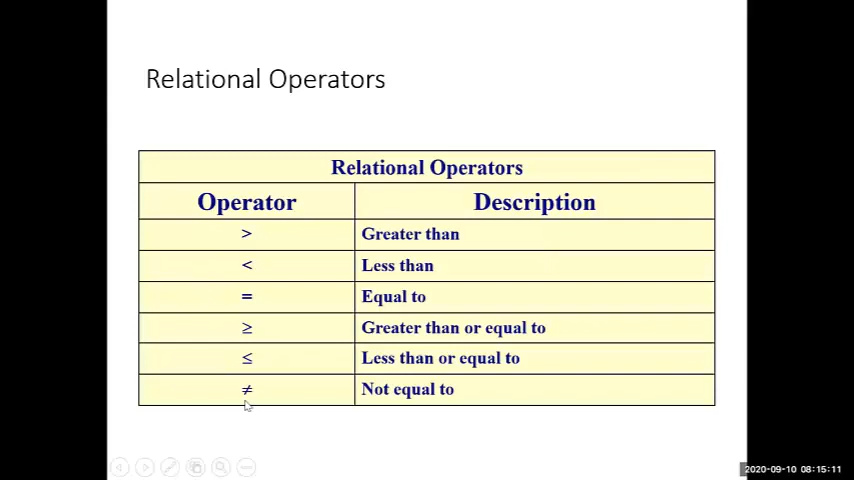 Relational Operators
Relational Operators
Operator Description
> Greater than
< Less than
= Equal to
≥ Greater than or equal to
≤ Less than or equal to
≠ Not equal to
2020-09-10 08:15:11